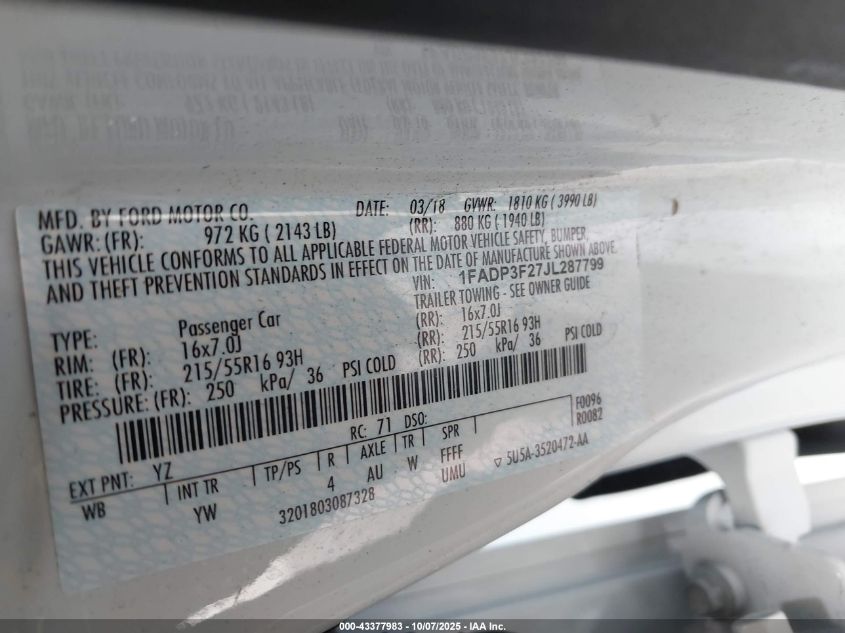 MFD. BY FORD MOTOR CO. DATE: 03/18 GVWR: 1810 KG ( 3990 LB)
GAWR: (FR): 972 KG ( 2143 LB) (RR): 880 KG ( 1940 LB)
THIS VEHICLE CONFORMS TO ALL APPLICABLE FEDERAL MOTOR VEHICLE SAFETY, BUMPER,
AND THEFT PREVENTION STANDARDS IN EFFECT ON THE DATE OF MANUFACTURE SHOWN ABOVE.
VIN: 1FADP3F27JL287799
TYPE: Passenger Car TRAILER TOWING - SEE OWNER GUIDE
RIM: (FR): 16x7.0J (RR): 16x7.0J
TIRE: (FR): 215/55R16 93H (RR): 215/55R16 93H
PRESSURE: (FR): 250 kPa/ 36 PSI COLD (RR): 250 kPa/ 36 PSI COLD
F0096
R0082
RC: 71 DSO:
EXT PNT: YZ INT TR TP/PS R AXLE TR SPR
WB YW 4 AU W FFFF
UMU
3201803087328
▽ 5U5A-3520472-AA
000-43377983 - 10/07/2025 - IAA Inc.